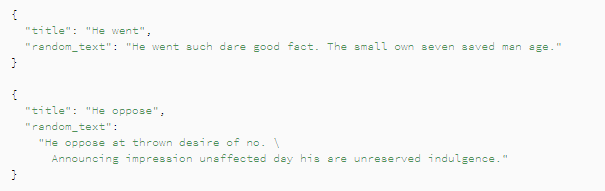 {
  "title": "He went",
  "random_text": "He went such dare good fact. The small own seven saved man age."
}

{
  "title": "He oppose",
  "random_text":
    "He oppose at thrown desire of no. \
      Announcing impression unaffected day his are unreserved indulgence."
}